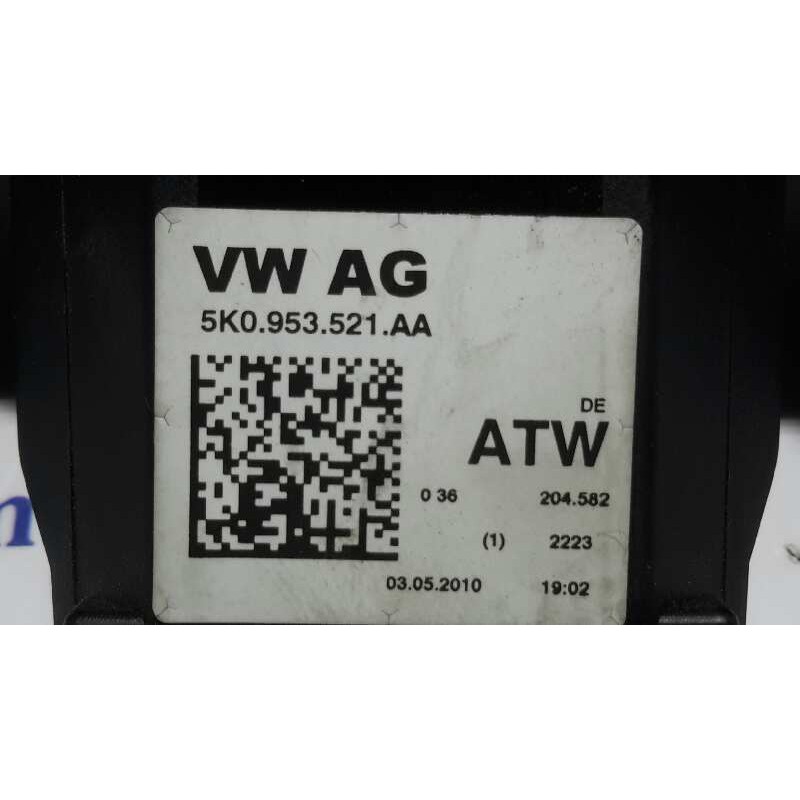 VW AG
5K0.953.521.AA
DE
ATW
0 36 204.582
(1) 2223
03.05.2010 19:02